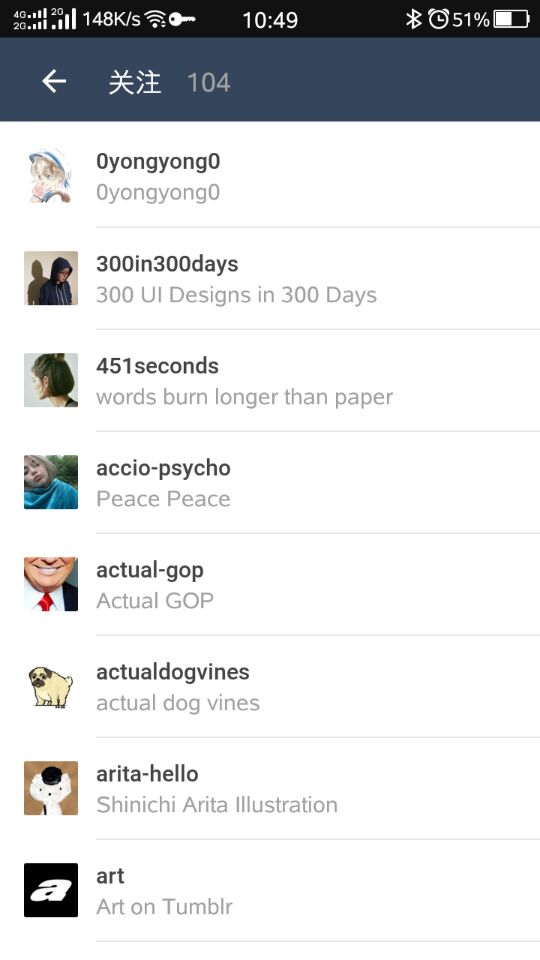 4G 2G 2G 148K/s 10:49 51%
关注 104
0yongyong0
0yongyong0
300in300days
300 UI Designs in 300 Days
451seconds
words burn longer than paper
accio-psycho
Peace Peace
actual-gop
Actual GOP
actualdogvines
actual dog vines
arita-hello
Shinichi Arita Illustration
a
art
Art on Tumblr